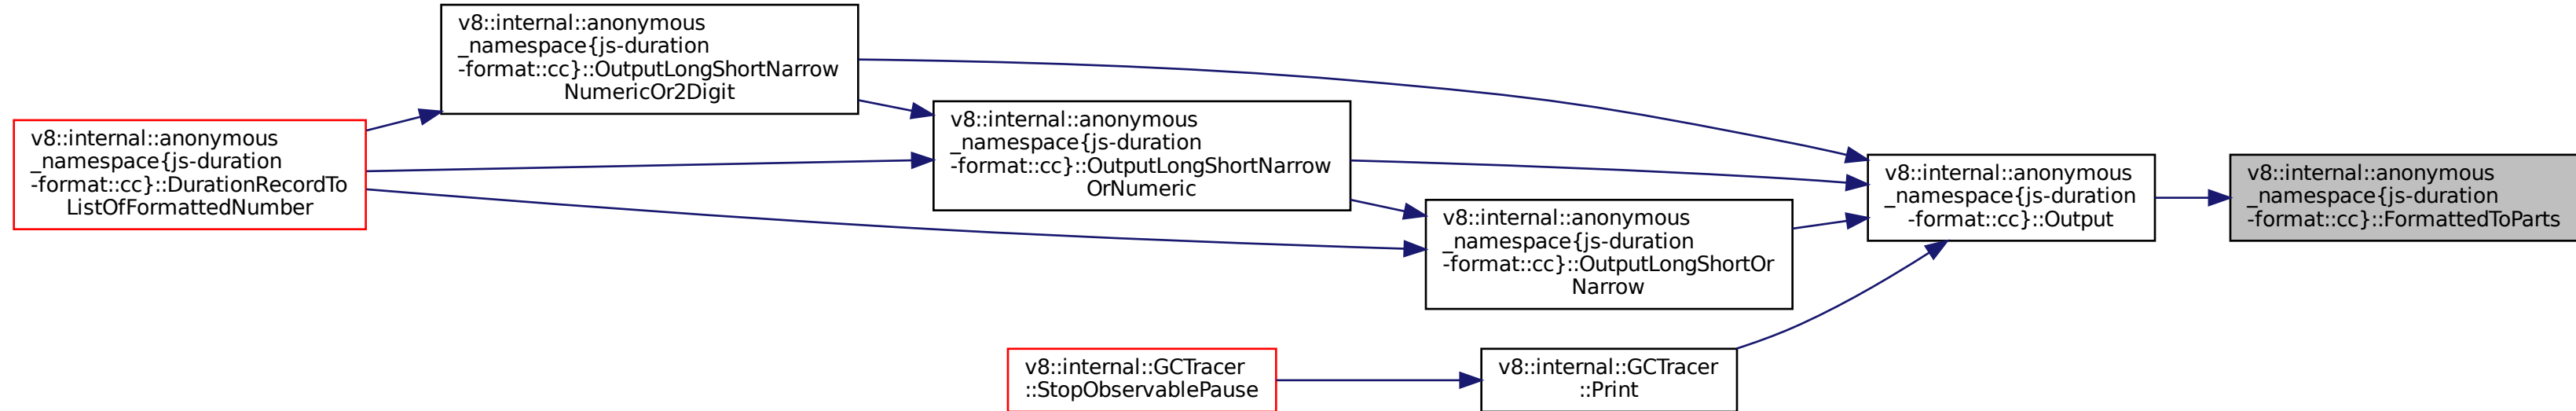 v8::internal::anonymous
_namespace{js-duration
-format::cc}::DurationRecordTo
ListOfFormattedNumber
v8::internal::anonymous
_namespace{js-duration
-format::cc}::OutputLongShortNarrow
NumericOr2Digit
v8::internal::anonymous
_namespace{js-duration
-format::cc}::OutputLongShortNarrow
OrNumeric
v8::internal::anonymous
_namespace{js-duration
-format::cc}::OutputLongShortOr
Narrow
v8::internal::anonymous
_namespace{js-duration
-format::cc}::Output
v8::internal::anonymous
_namespace{js-duration
-format::cc}::FormattedToParts
v8::internal::GCTracer
::StopObservablePause
v8::internal::GCTracer
::Print